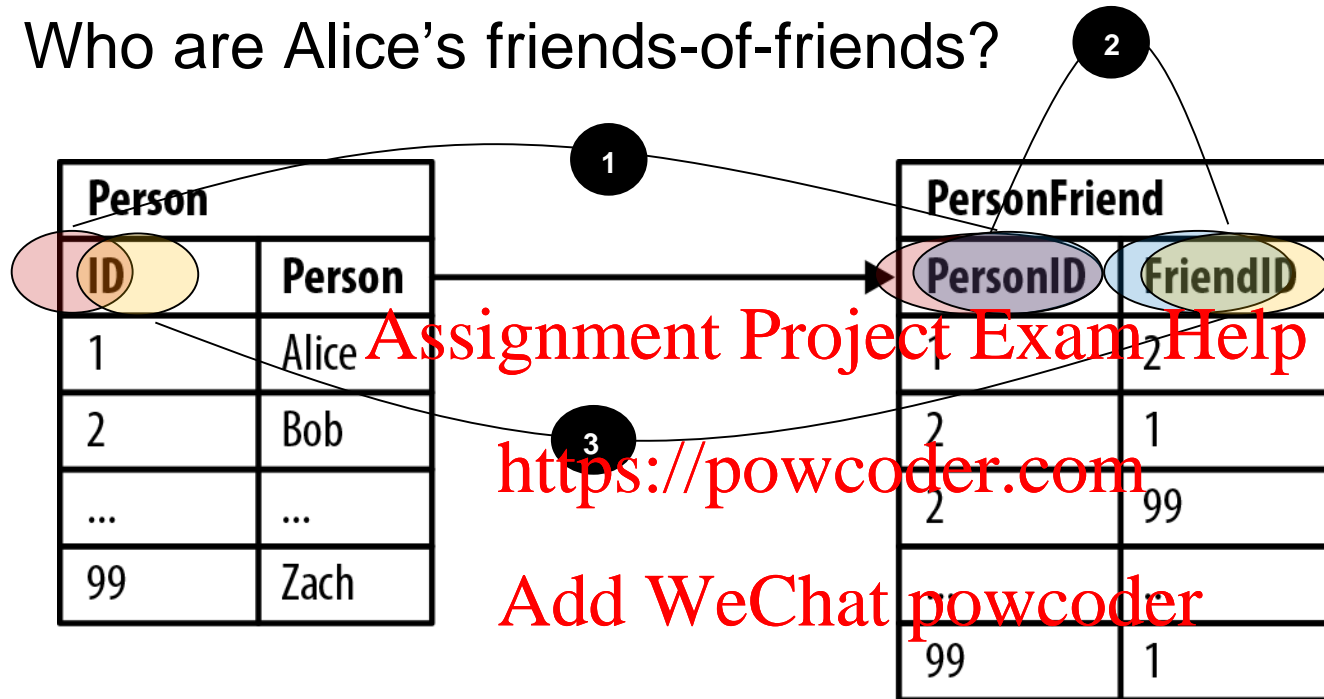 Who are Alice’s friends-of-friends?
2
1
Person
PersonFriend
ID Person
PersonID FriendID
1 Alice
1 2
Assignment Project Exam Help
2 Bob
2 1
3
https://powcoder.com
... ...
2 99
99 Zach
... ...
Add WeChat powcoder
99 1